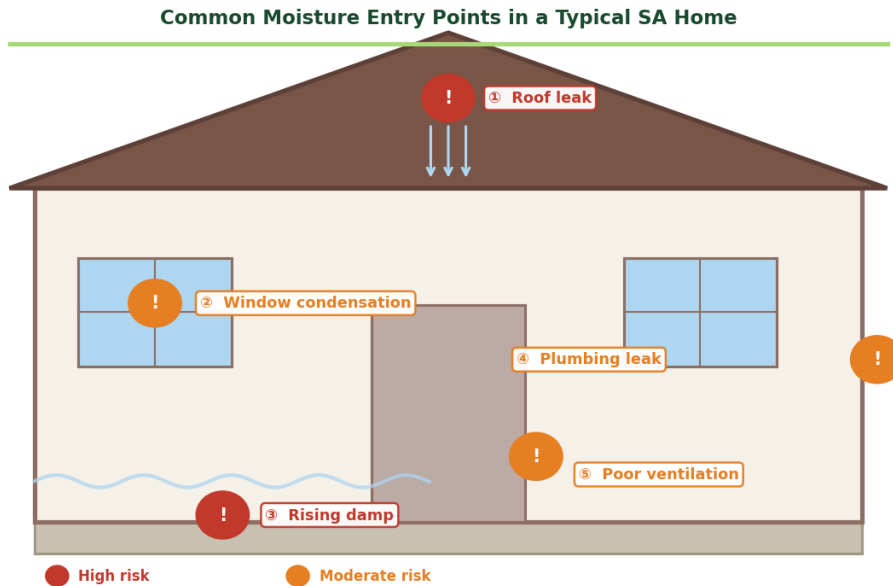 Common Moisture Entry Points in a Typical SA Home
! ① Roof leak
! ② Window condensation
④ Plumbing leak !
! ⑤ Poor ventilation
! ③ Rising damp
High risk Moderate risk